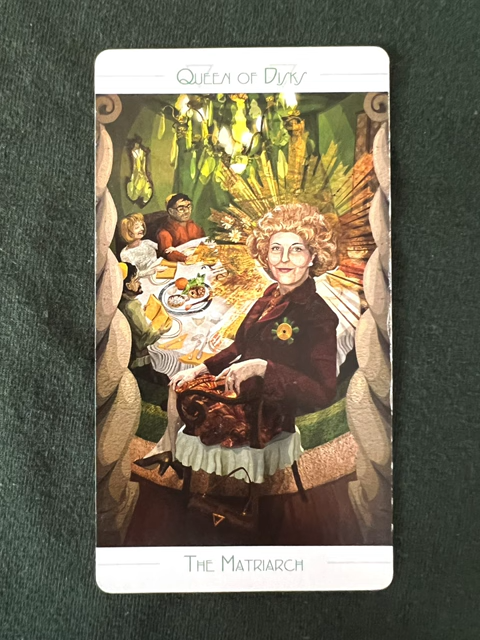 Queen of Disks
The Matriarch